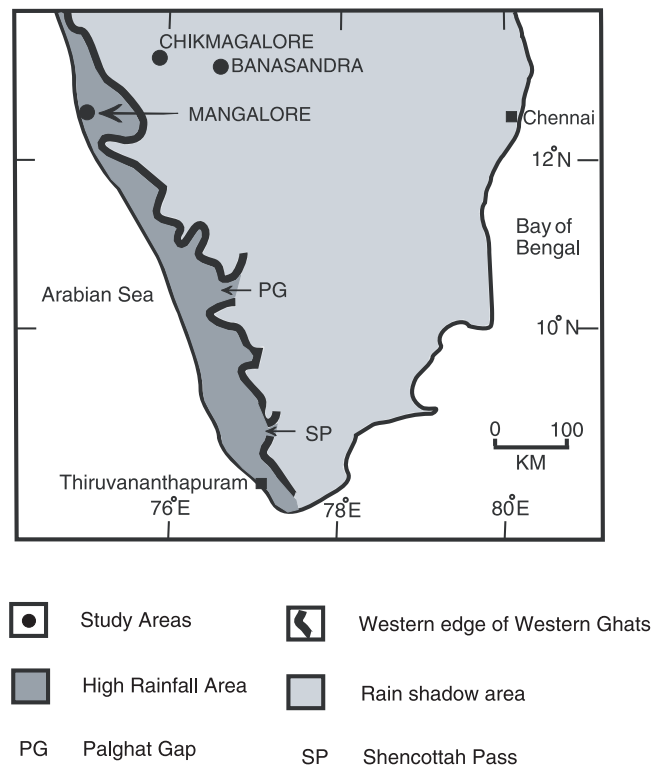 CHIKMAGALORE
BANASANDRA
MANGALORE
Chennai
12°N
Bay of
Bengal
Arabian Sea
PG
10°N
SP
0 100
KM
Thiruvananthapuram
76°E 78°E 80°E
Study Areas
Western edge of Western Ghats
High Rainfall Area
Rain shadow area
PG Palghat Gap
SP Shencottah Pass